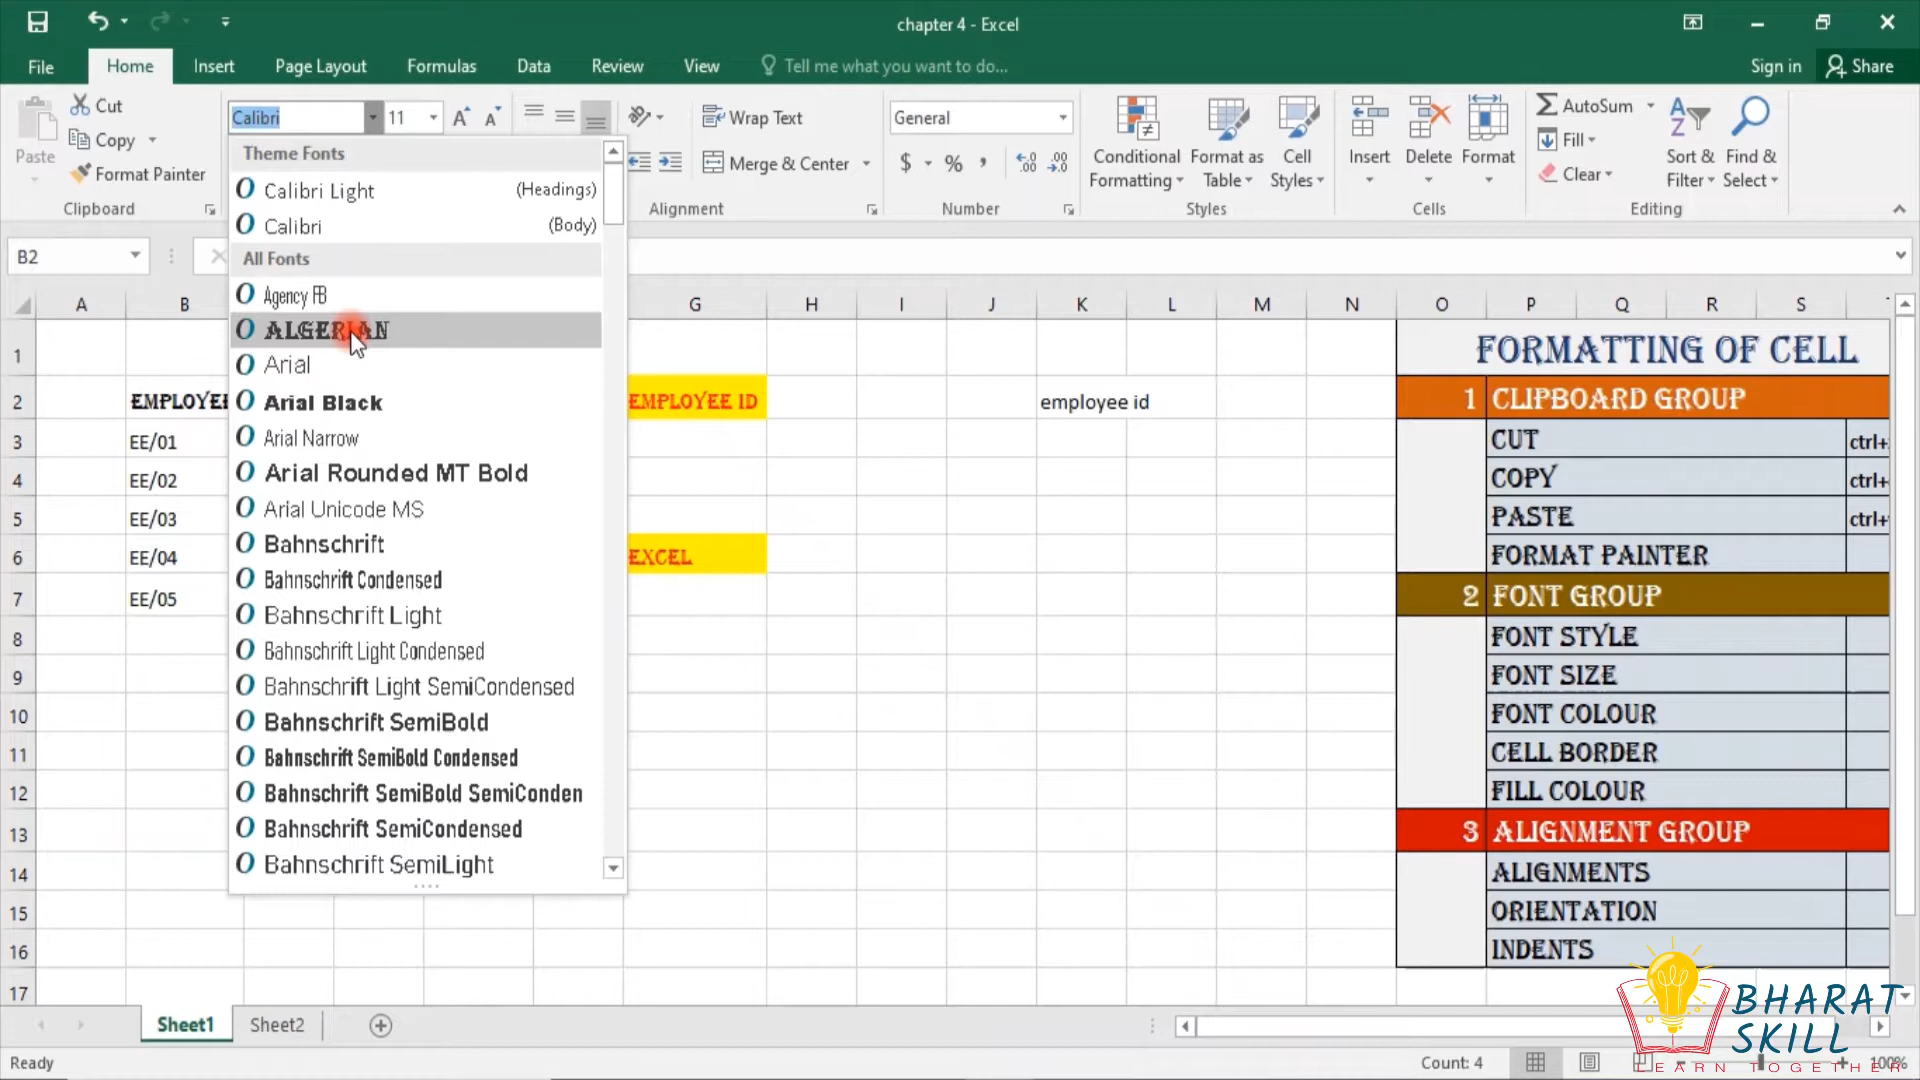 chapter 4 - Excel
File Home Insert Page Layout Formulas Data Review View Tell me what you want to do... Sign in Share
Cut
Copy
Paste
Format Painter
Clipboard
Calibri 11
Wrap Text
Merge & Center
Alignment
General
$ % ,
Number
Conditional Formatting
Format as Table
Cell Styles
Styles
Insert Delete Format
Cells
AutoSum
Fill
Clear
Sort & Filter
Find & Select
Editing
B2
Theme Fonts
Calibri Light (Headings)
Calibri (Body)
All Fonts
Agency FB
ALGERIAN
Arial
Arial Black
Arial Narrow
Arial Rounded MT Bold
Arial Unicode MS
Bahnschrift
Bahnschrift Condensed
Bahnschrift Light
Bahnschrift Light Condensed
Bahnschrift Light SemiCondensed
Bahnschrift SemiBold
Bahnschrift SemiBold Condensed
Bahnschrift SemiBold SemiConden
Bahnschrift SemiCondensed
Bahnschrift SemiLight
A B G H I J K L M N O P Q R S
1 FORMATTING OF CELL
2 EMPLOYEE ID employee id 1 CLIPBOARD GROUP
3 EE/01 CUT ctrl+
4 EE/02 COPY ctrl+
5 EE/03 PASTE ctrl+
6 EE/04 EXCEL FORMAT PAINTER
7 EE/05 2 FONT GROUP
8 FONT STYLE
9 FONT SIZE
10 FONT COLOUR
11 CELL BORDER
12 FILL COLOUR
13 3 ALIGNMENT GROUP
14 ALIGNMENTS
15 ORIENTATION
16 INDENTS
17
Sheet1 Sheet2
Ready Count: 4 100%
BHARAT
SKILL
LEARN TOGETHER